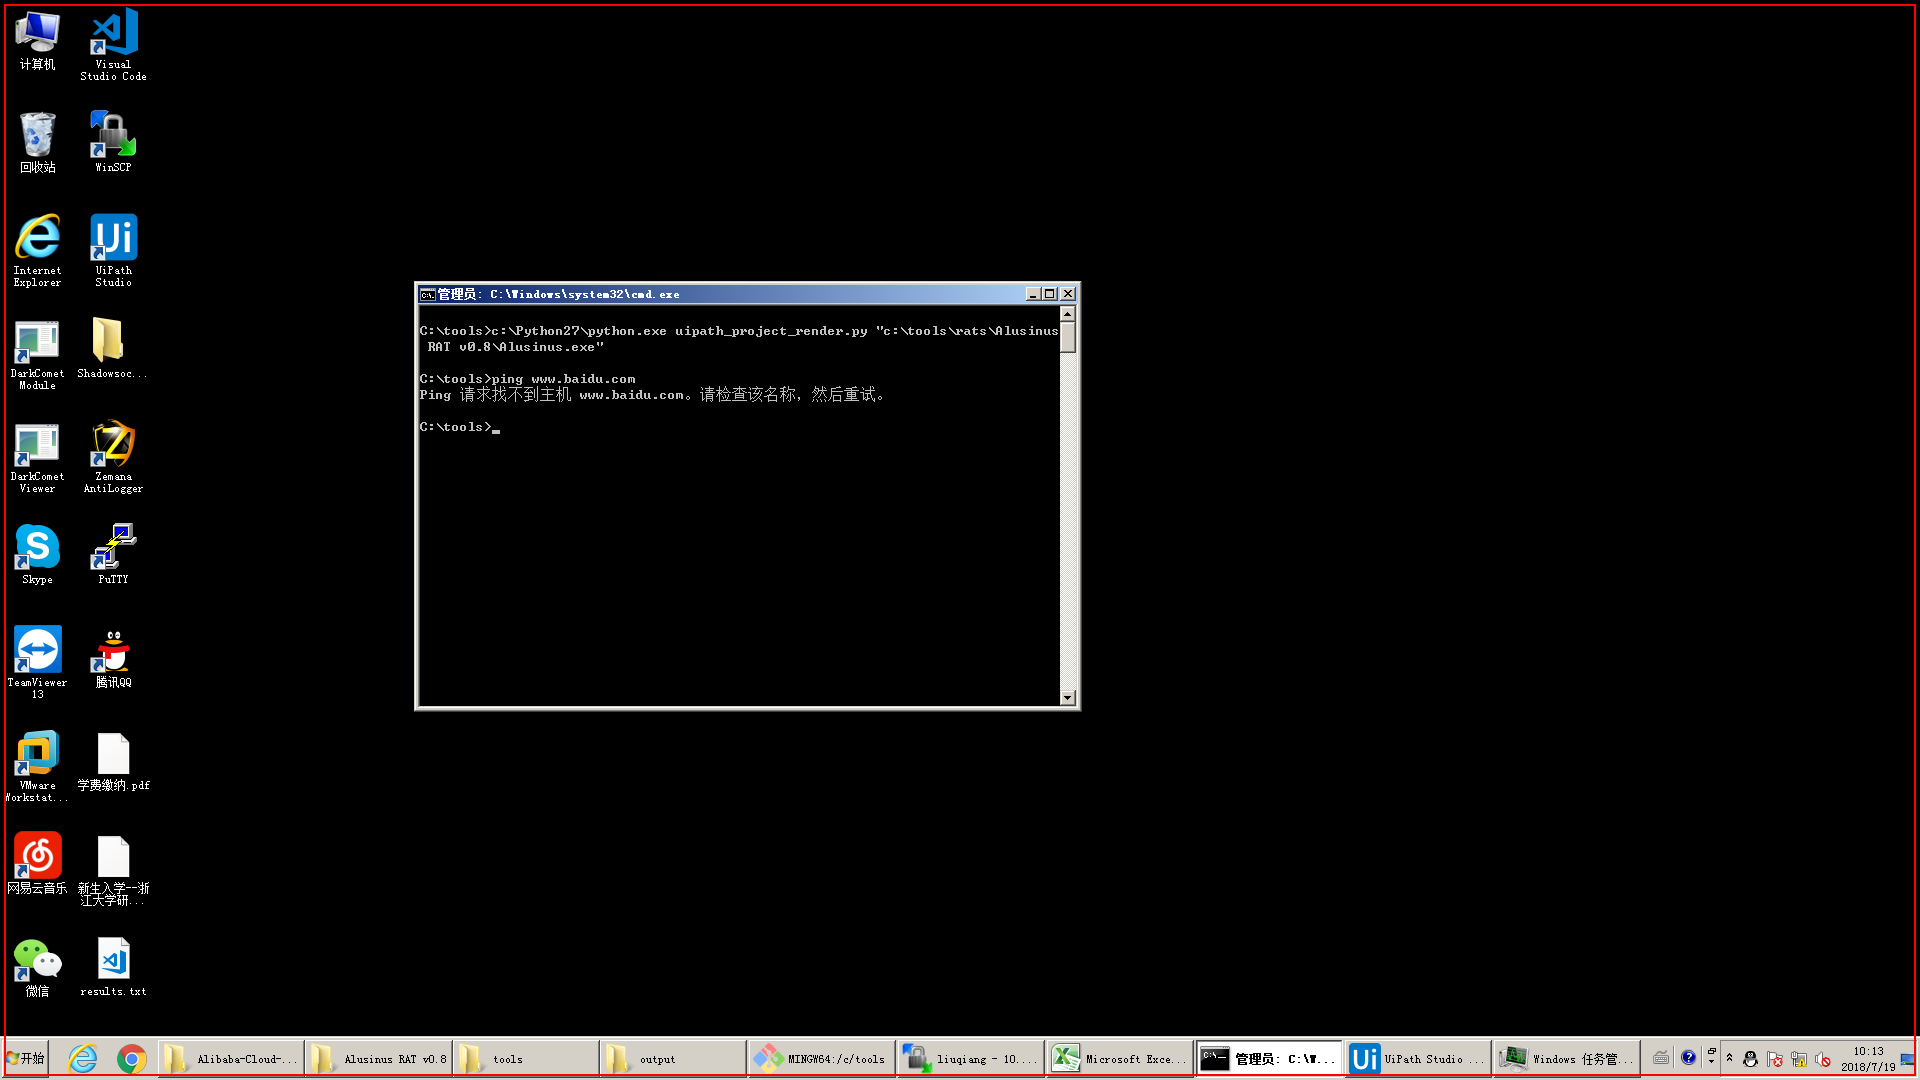 计算机
Visual
Studio Code
回收站
WinSCP
Internet
Explorer
UiPath
Studio
DarkComet
Module
Shadowsoc...
DarkComet
Viewer
Zemana
AntiLogger
Skype
PuTTY
TeamViewer
13
腾讯QQ
VMware
Workstat...
学费缴纳.pdf
网易云音乐
新生入学--浙
江大学研...
微信
results.txt
管理员: C:\Windows\system32\cmd.exe
C:\tools>c:\Python27\python.exe uipath_project_render.py "c:\tools\rats\Alusinus
RAT v0.8\Alusinus.exe"
C:\tools>ping www.baidu.com
Ping 请求找不到主机 www.baidu.com。请检查该名称，然后重试。
C:\tools>
开始
Alibaba-Cloud-...
Alusinus RAT v0.8
tools
output
MINGW64:/c/tools
liuqiang - 10....
Microsoft Exce...
管理员: C:\W...
UiPath Studio ...
Windows 任务管...
10:13
2018/7/19